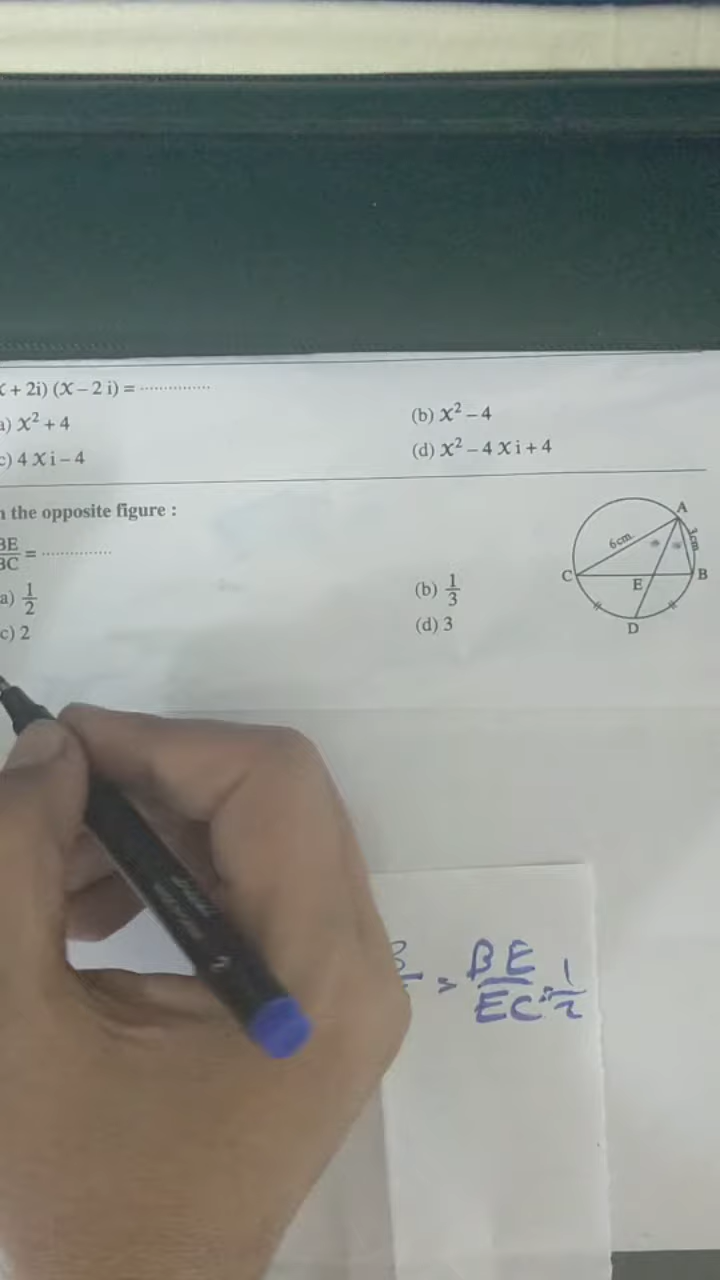 + 2i) (x – 2 i) = ..............
a) x² + 4
(b) x² – 4
c) 4 x i – 4
(d) x² – 4 x i + 4
the opposite figure :
BE/BC = ..............
a) 1/2
(b) 1/3
c) 2
(d) 3
A
6cm.
3cm
C
E
B
D
BE/EC = 1/2